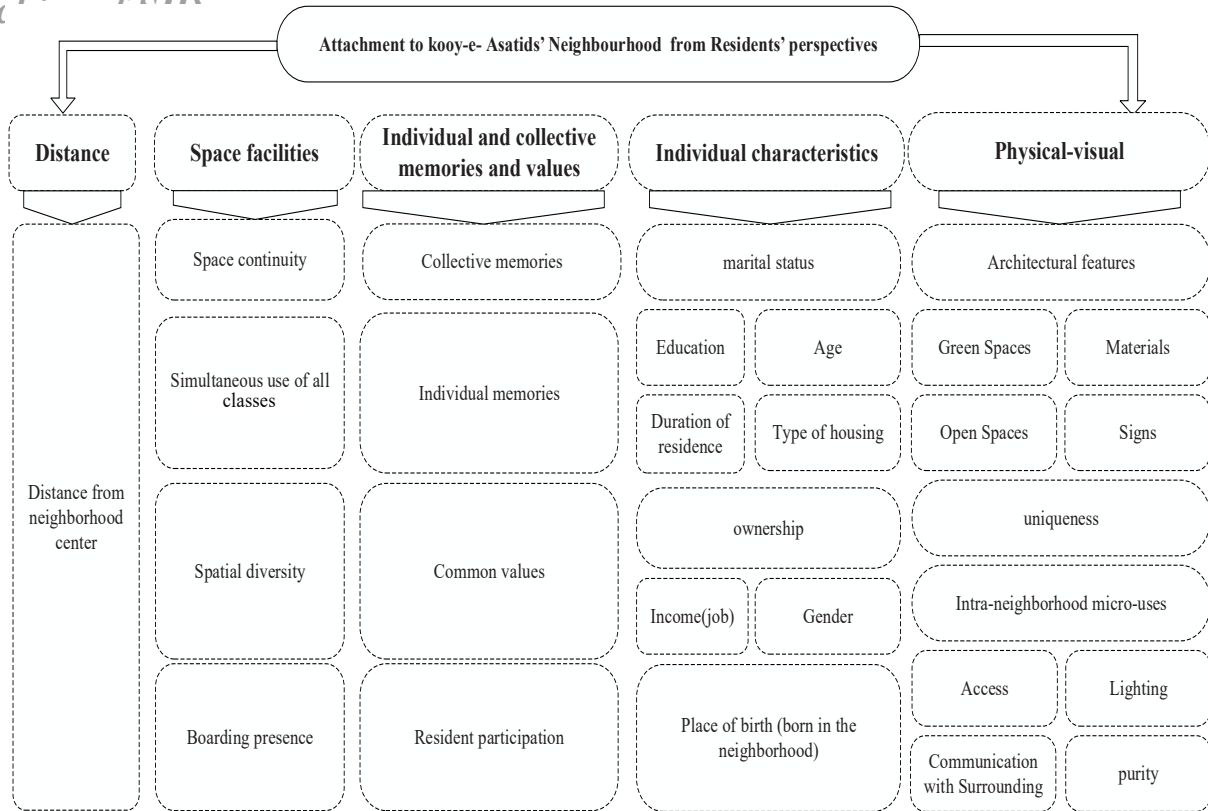 Attachment to kooy-e- Asatids' Neighbourhood from Residents' perspectives
Distance
Distance from
neighborhood
center
Space facilities
Space continuity
Simultaneous use of all
classes
Spatial diversity
Boarding presence
Individual and collective
memories and values
Collective memories
Individual memories
Common values
Resident participation
Individual characteristics
marital status
Education
Age
Duration of
residence
Type of housing
ownership
Income(job)
Gender
Place of birth (born in the
neighborhood)
Physical-visual
Architectural features
Green Spaces
Materials
Open Spaces
Signs
uniqueness
Intra-neighborhood micro-uses
Access
Lighting
Communication
with Surrounding
purity